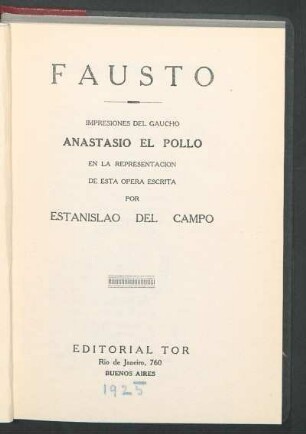 FAUSTO
IMPRESIONES DEL GAUCHO
ANASTASIO EL POLLO
EN LA REPRESENTACION
DE ESTA OPERA ESCRITA
POR
ESTANISLAO DEL CAMPO
EDITORIAL TOR
Rio de Janeiro, 760
BUENOS AIRES
1925